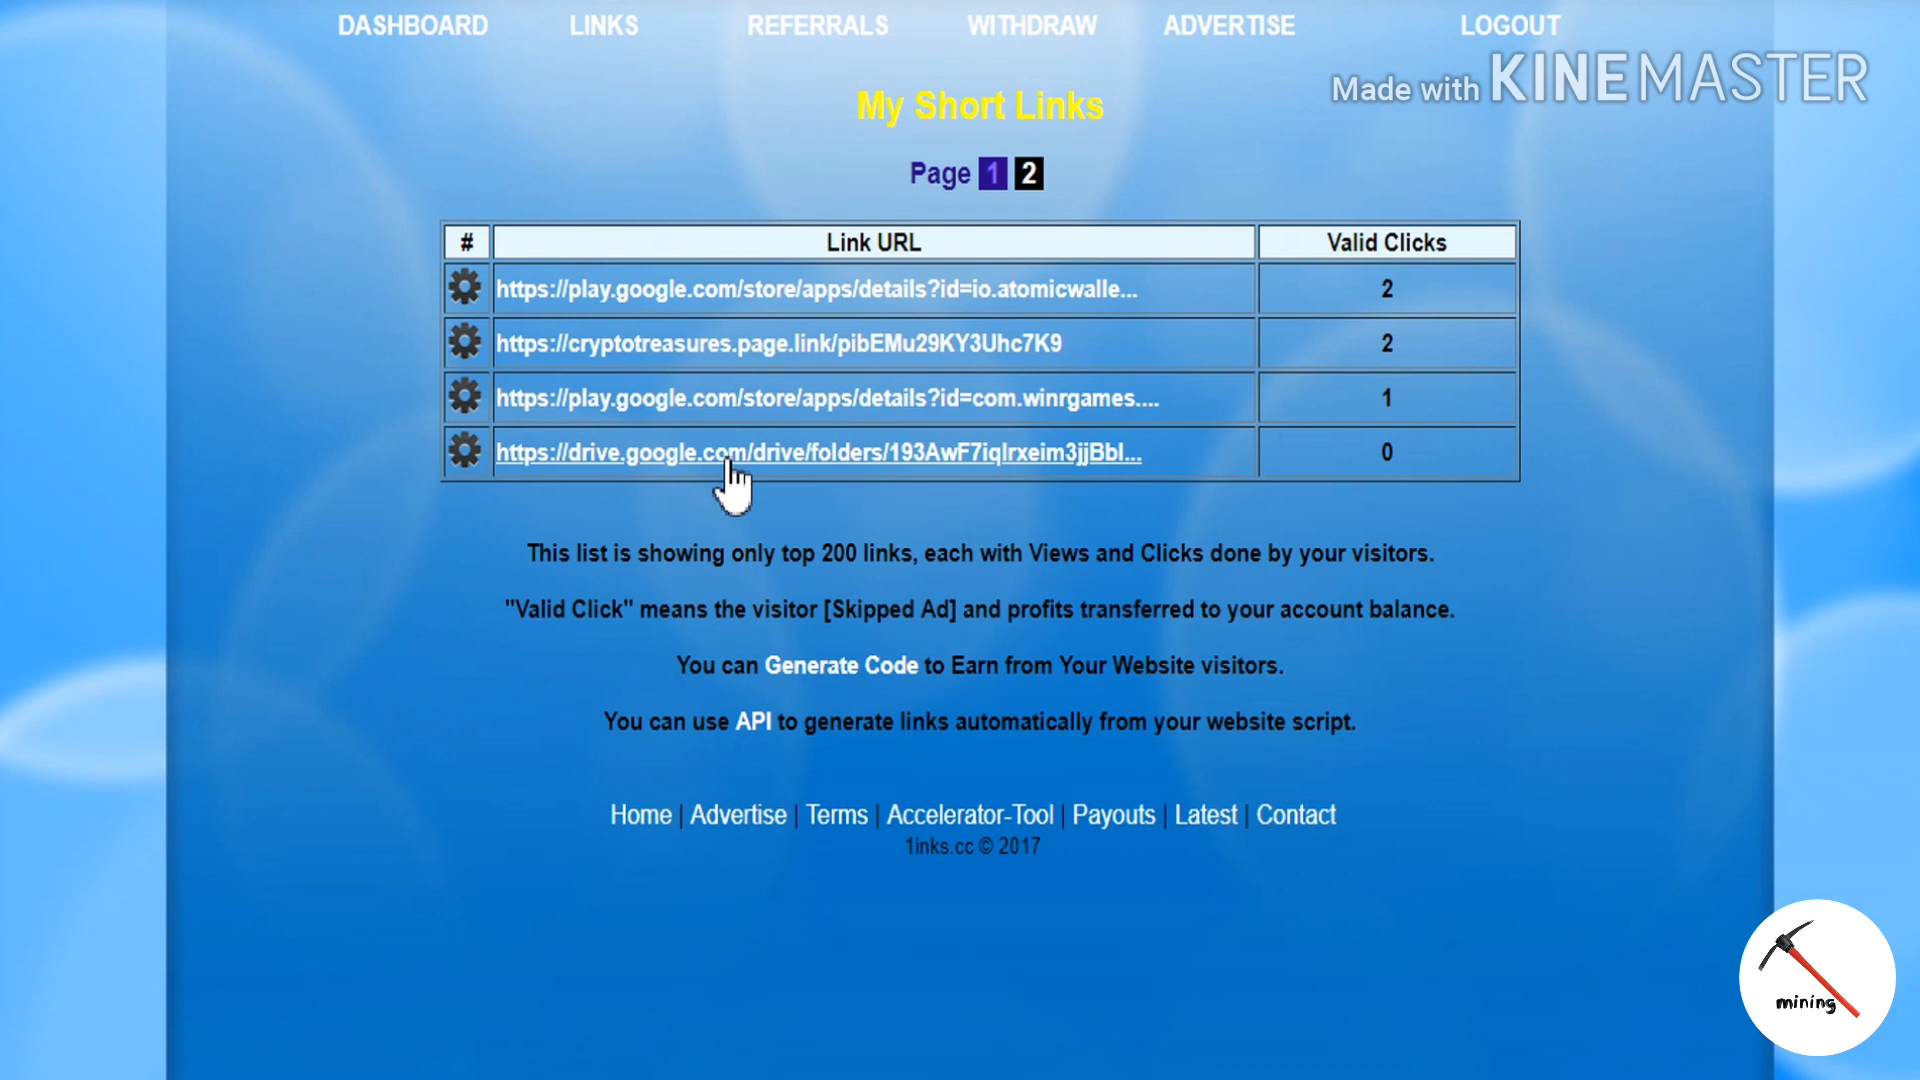 DASHBOARD LINKS REFERRALS WITHDRAW ADVERTISE LOGOUT
Made with KINEMASTER
My Short Links
Page 1 2
# Link URL Valid Clicks
https://play.google.com/store/apps/details?id=io.atomicwalle... 2
https://cryptotreasures.page.link/pibEMu29KY3Uhc7K9 2
https://play.google.com/store/apps/details?id=com.winrgames.... 1
https://drive.google.com/drive/folders/193AwF7iqlrxeim3jjBbl... 0
This list is showing only top 200 links, each with Views and Clicks done by your visitors.
"Valid Click" means the visitor [Skipped Ad] and profits transferred to your account balance.
You can Generate Code to Earn from Your Website visitors.
You can use API to generate links automatically from your website script.
Home | Advertise | Terms | Accelerator-Tool | Payouts | Latest | Contact
1inks.cc © 2017
mining